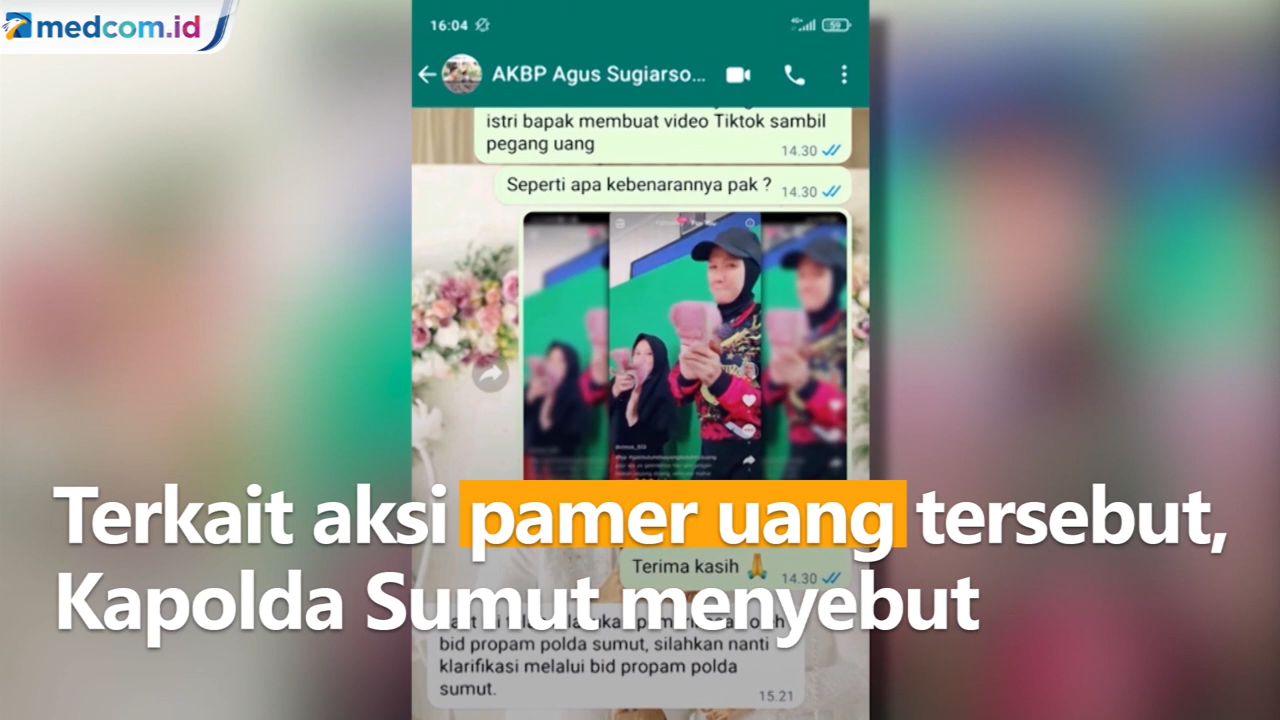 medcom.id
16:04
59
AKBP Agus Sugiarso...
istri bapak membuat video Tiktok sambil
pegang uang
14.30
Seperti apa kebenarannya pak ?
14.30
Terkait aksi pamer uang tersebut,
Terima kasih 🙏
14.30
Kapolda Sumut menyebut
bid propam polda sumut, silahkan nanti
klarifikasi melalui bid propam polda
sumut.
15.21